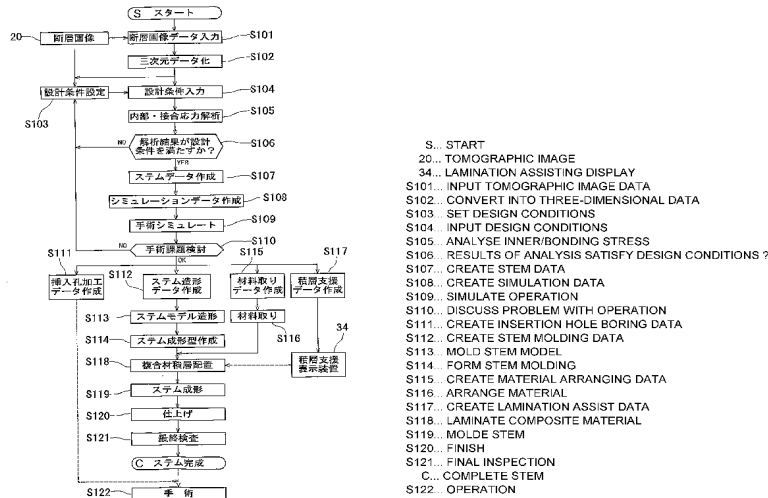 S スタート
20 断層画像
断層画像データ入力 S101
三次元データ化 S102
設計条件設定
設計条件入力 S104
S103
内部・接合応力解析 S105
NO
解析結果が設計
条件を満たすか? S106
YES
ステムデータ作成 S107
シミュレーションデータ作成 S108
手術シミュレート S109
NO
手術課題検討 S110
OK
S111
挿入孔加工
データ作成
S112
ステム造形
データ作成
S115
材料取り
データ作成
S117
積層支援
データ作成
S113 ステムモデル造形
材料取り
S116
S114 ステム成形型作成
34
積層支援
表示装置
S118 複合材積層配置
S119 ステム成形
S120 仕上げ
S121 最終検査
C ステム完成
S122 手 術
S... START
20... TOMOGRAPHIC IMAGE
34... LAMINATION ASSISTING DISPLAY
S101... INPUT TOMOGRAPHIC IMAGE DATA
S102... CONVERT INTO THREE-DIMENSIONAL DATA
S103... SET DESIGN CONDITIONS
S104... INPUT DESIGN CONDITIONS
S105... ANALYSE INNER/BONDING STRESS
S106... RESULTS OF ANALYSIS SATISFY DESIGN CONDITIONS ?
S107... CREATE STEM DATA
S108... CREATE SIMULATION DATA
S109... SIMULATE OPERATION
S110... DISCUSS PROBLEM WITH OPERATION
S111... CREATE INSERTION HOLE BORING DATA
S112... CREATE STEM MOLDING DATA
S113... MOLD STEM MODEL
S114... FORM STEM MOLDING
S115... CREATE MATERIAL ARRANGING DATA
S116... ARRANGE MATERIAL
S117... CREATE LAMINATION ASSIST DATA
S118... LAMINATE COMPOSITE MATERIAL
S119... MOLDE STEM
S120... FINISH
S121... FINAL INSPECTION
C... COMPLETE STEM
S122... OPERATION